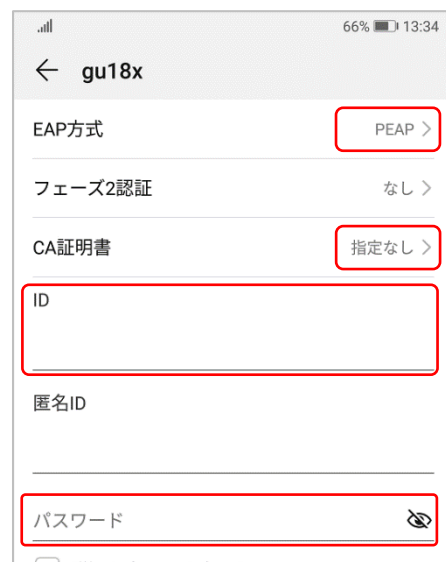 66% 13:34
gu18x
EAP方式 PEAP
フェーズ2認証 なし
CA証明書 指定なし
ID
匿名ID
パスワード